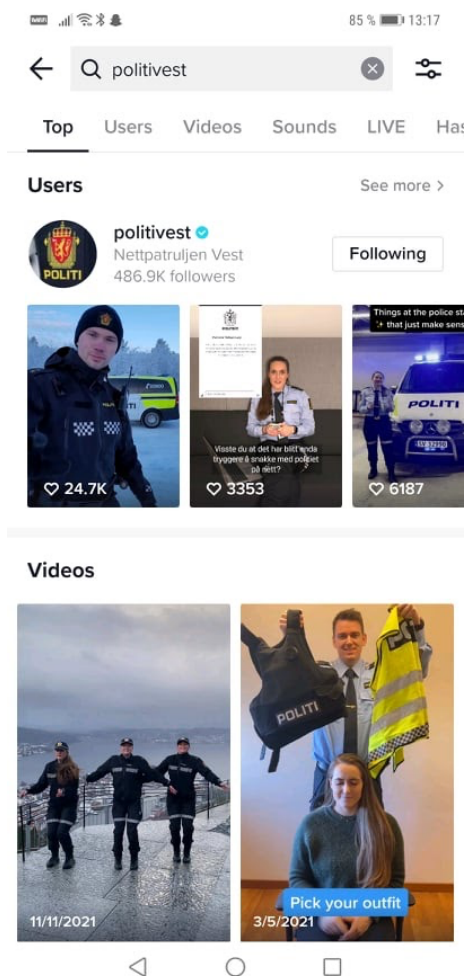 85 % 13:17
politivest
Top Users Videos Sounds LIVE Has
Users
See more >
politivest
Nettpatruljen Vest
486.9K followers
Following
POLITI
24.7K
Visste du at det har blitt enda
tryggere å snakke med politiet
på nett?
3353
Things at the police sta
that just make sens
POLITI
6187
Videos
11/11/2021
POLITI
Pick your outfit
3/5/2021